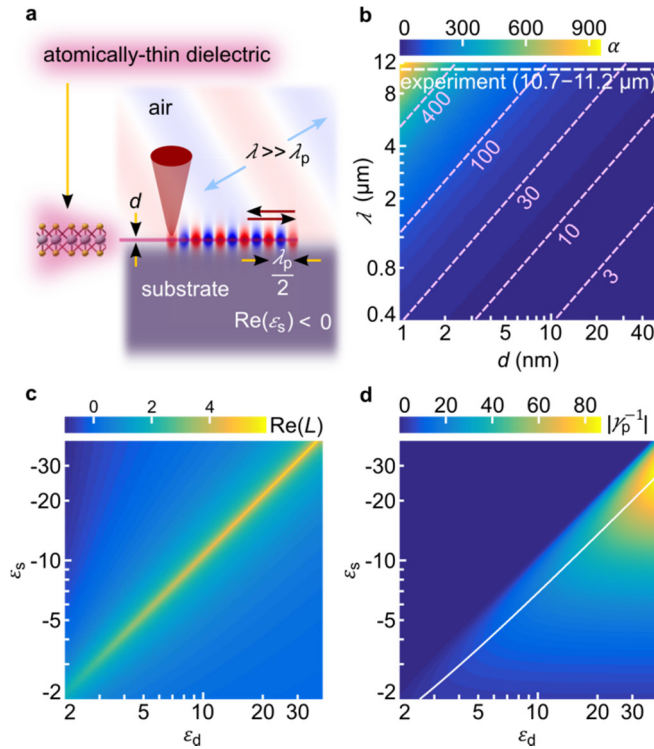 a
atomically-thin dielectric
air
λ >> λp
d
λp
2
substrate
Re(εs) < 0
b
0 300 600 900 α
12
experiment (10.7−11.2 μm)
400
100
30
10
3
4
2
0.8
0.4
λ (μm)
1 2 5 10 20
d (nm)
c
0 2 4 Re(L)
-30
-20
-10
-5
-2
εs
2 5 10 20 30
εd
d
0 20 40 60 80 |γp⁻¹|
-30
-20
-10
-5
-2
εs
2 5 10 20 30
εd